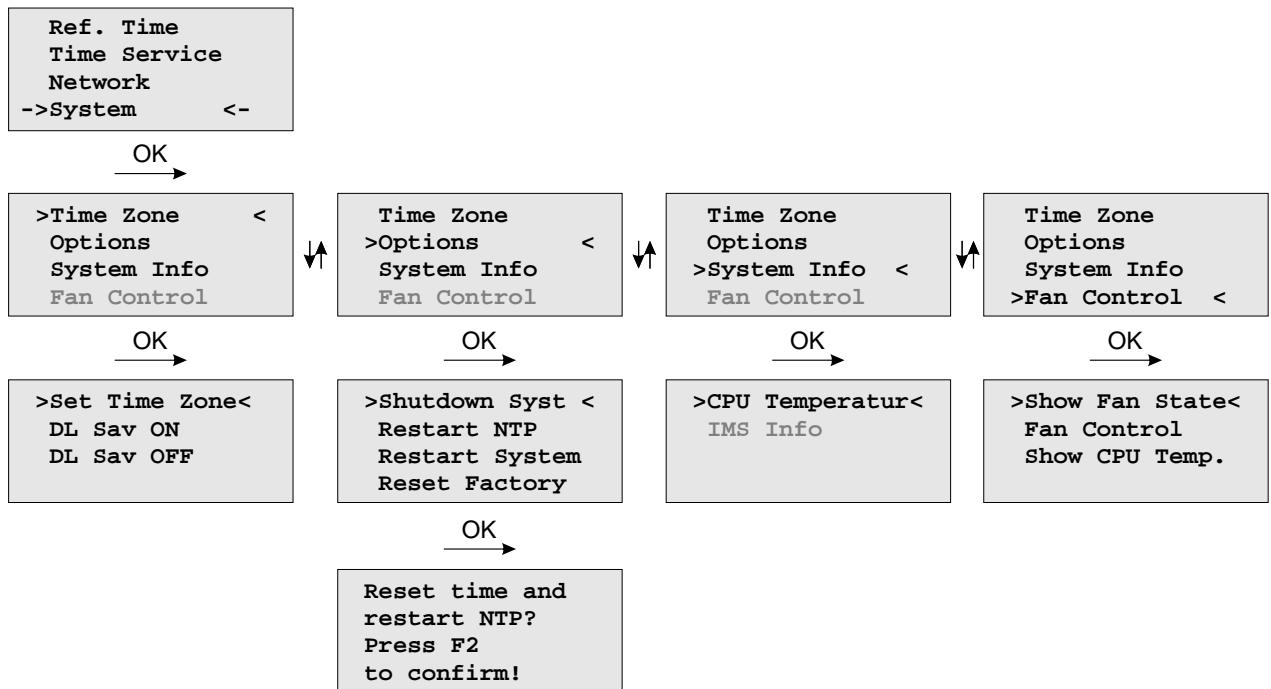 Ref. Time
Time Service
Network
->System <-
OK
>Time Zone <
Options
System Info
Fan Control
Time Zone
>Options <
System Info
Fan Control
Time Zone
Options
>System Info <
Fan Control
Time Zone
Options
System Info
>Fan Control <
OK
OK
OK
OK
>Set Time Zone<
DL Sav ON
DL Sav OFF
>Shutdown Syst <
Restart NTP
Restart System
Reset Factory
>CPU Temperatur<
IMS Info
>Show Fan State<
Fan Control
Show CPU Temp.
OK
Reset time and
restart NTP?
Press F2
to confirm!